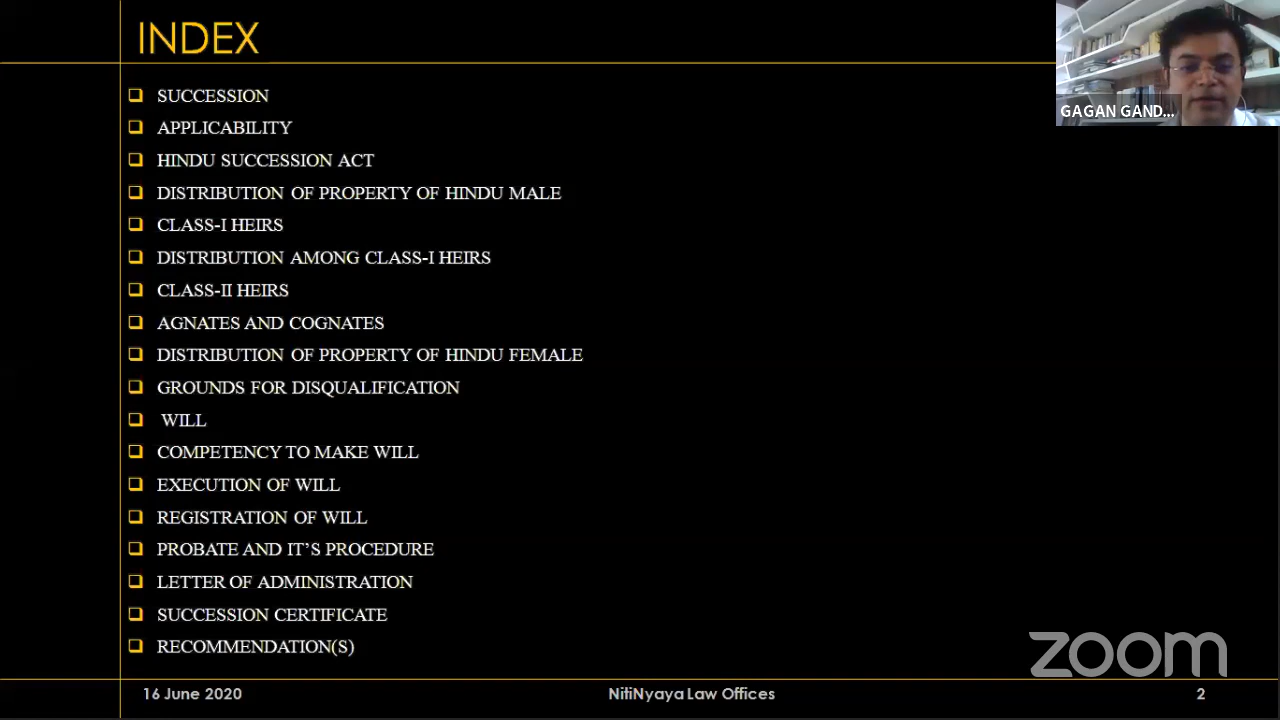 INDEX
GAGAN GAND...
SUCCESSION
APPLICABILITY
HINDU SUCCESSION ACT
DISTRIBUTION OF PROPERTY OF HINDU MALE
CLASS-I HEIRS
DISTRIBUTION AMONG CLASS-I HEIRS
CLASS-II HEIRS
AGNATES AND COGNATES
DISTRIBUTION OF PROPERTY OF HINDU FEMALE
GROUNDS FOR DISQUALIFICATION
WILL
COMPETENCY TO MAKE WILL
EXECUTION OF WILL
REGISTRATION OF WILL
PROBATE AND IT’S PROCEDURE
LETTER OF ADMINISTRATION
SUCCESSION CERTIFICATE
RECOMMENDATION(S)
zoom
16 June 2020 NitiNyaya Law Offices 2